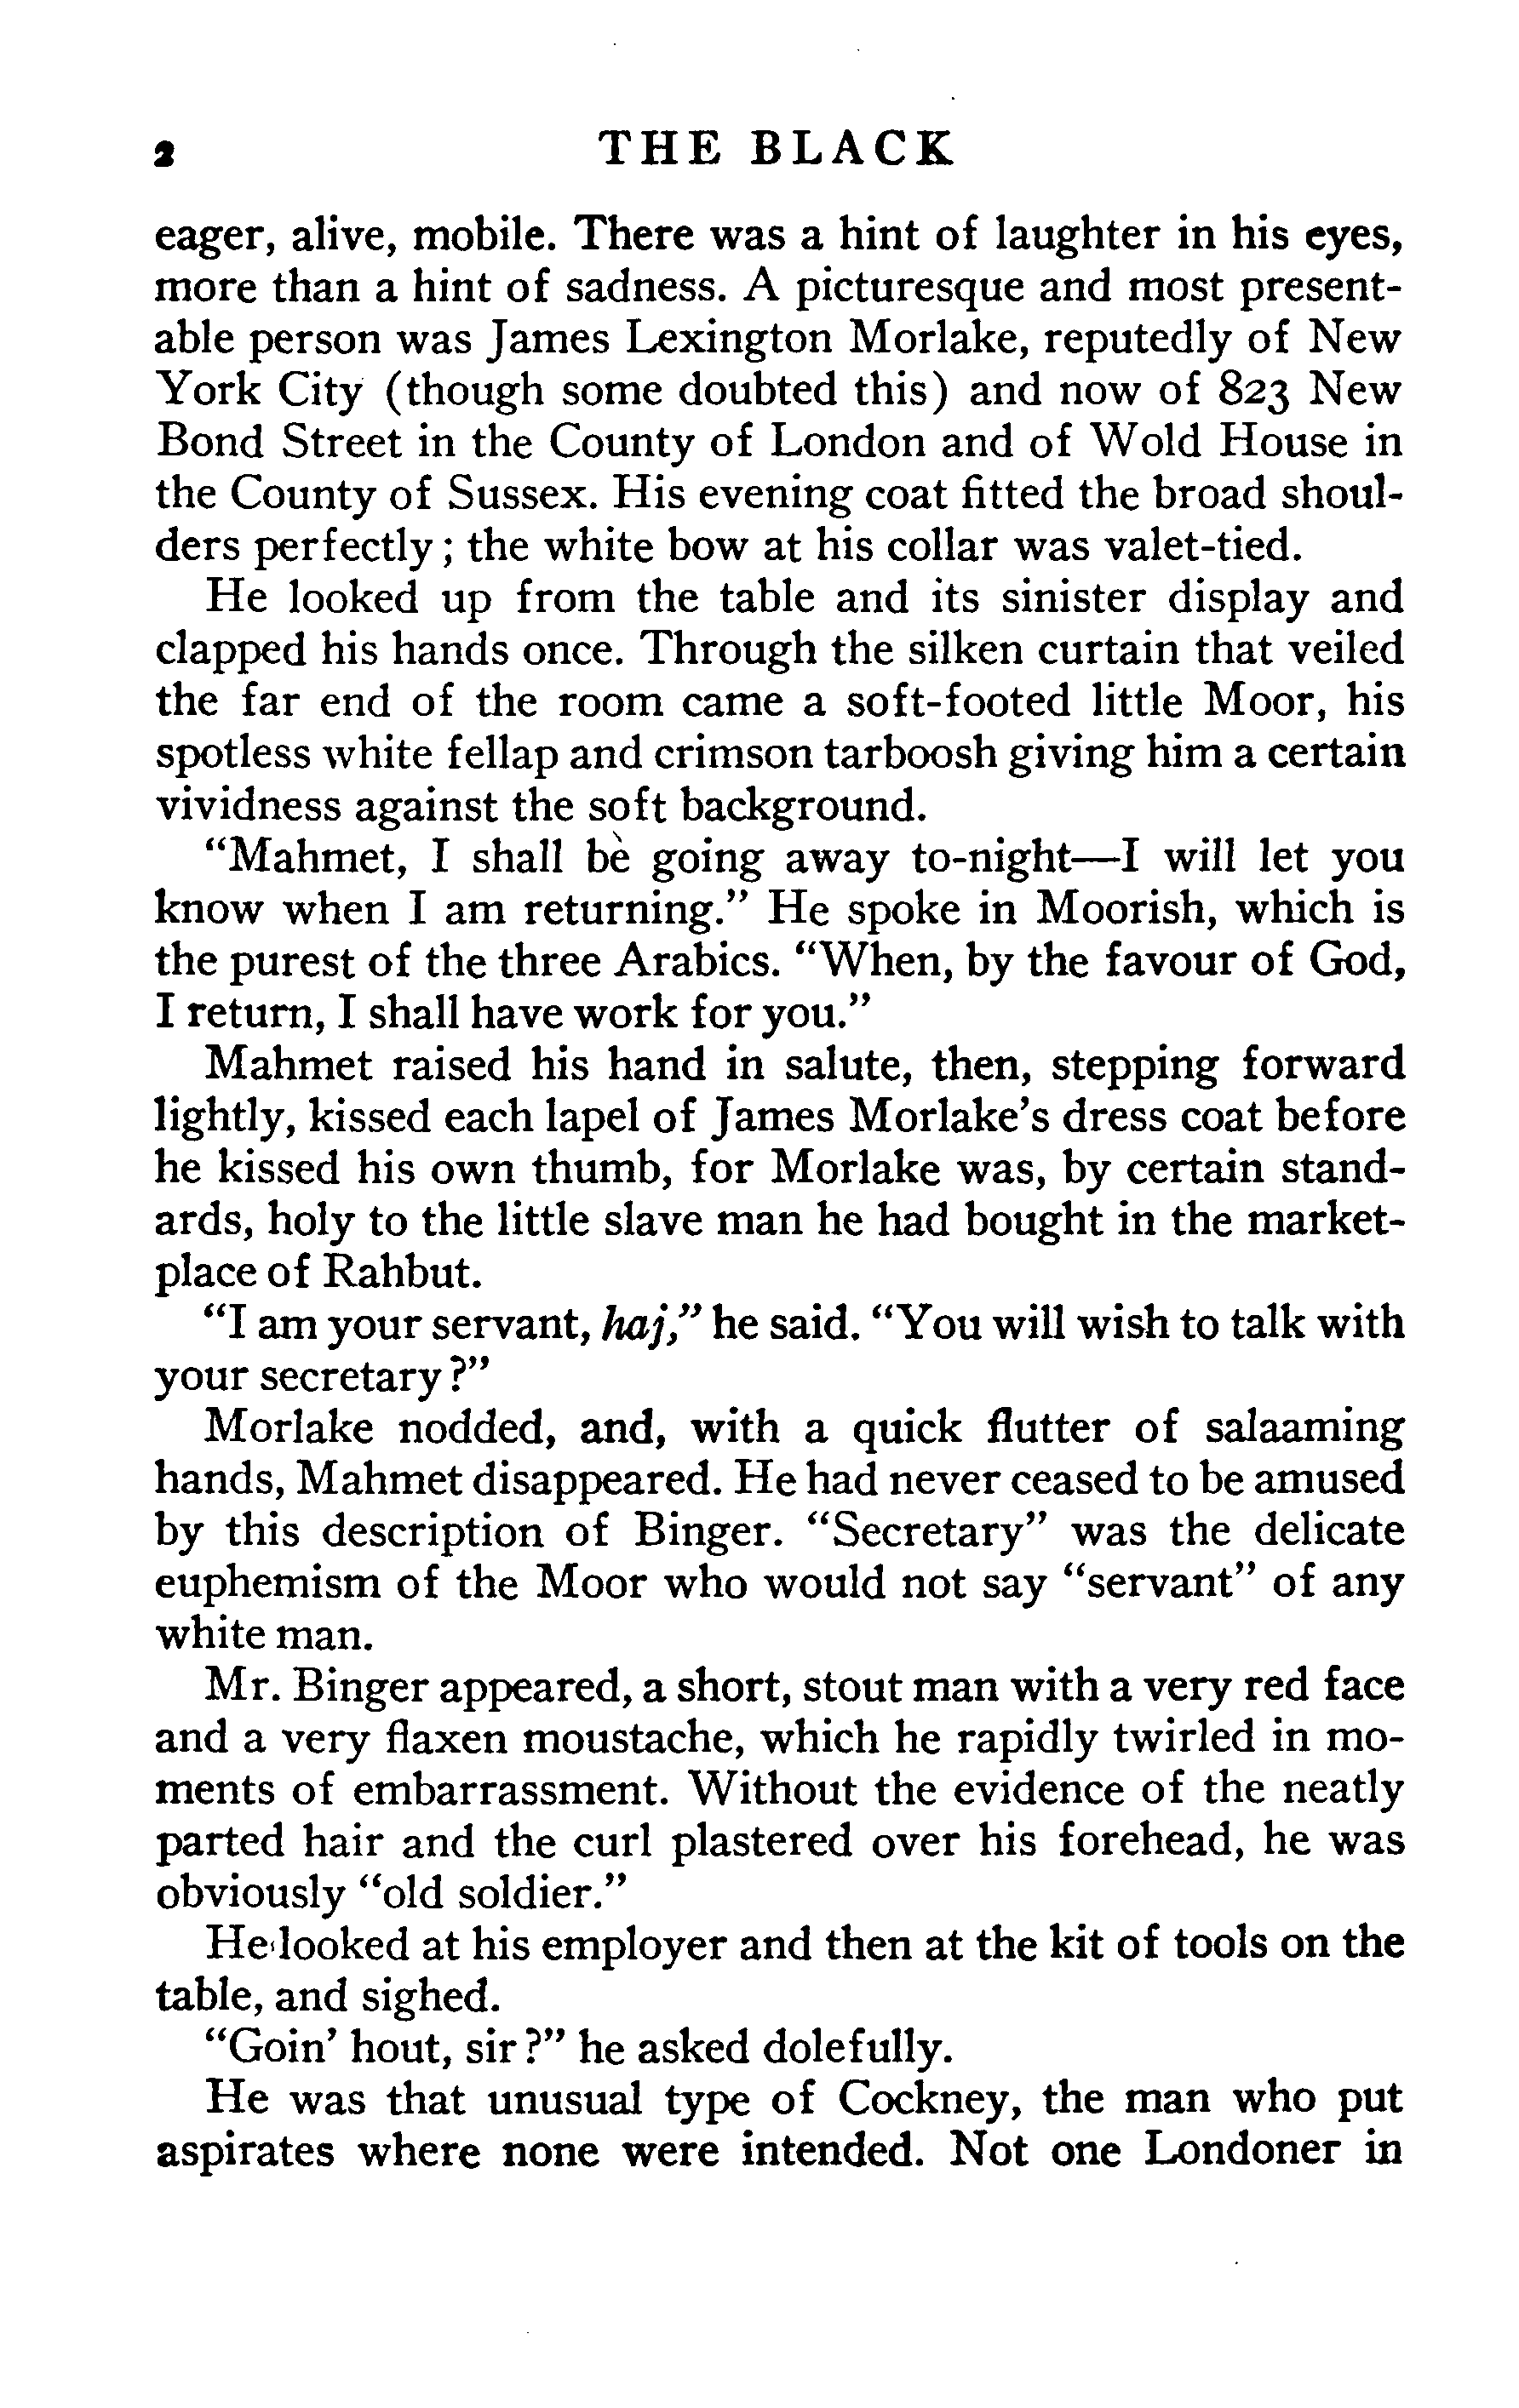 2 THE BLACK
eager, alive, mobile. There was a hint of laughter in his eyes,
more than a hint of sadness. A picturesque and most present-
able person was James Lexington Morlake, reputedly of New
York City (though some doubted this) and now of 823 New
Bond Street in the County of London and of Wold House in
the County of Sussex. His evening coat fitted the broad shoul-
ders perfectly; the white bow at his collar was valet-tied.
He looked up from the table and its sinister display and
clapped his hands once. Through the silken curtain that veiled
the far end of the room came a soft-footed little Moor, his
spotless white fellap and crimson tarboosh giving him a certain
vividness against the soft background.
"Mahmet, I shall be going away to-night—I will let you
know when I am returning." He spoke in Moorish, which is
the purest of the three Arabics. "When, by the favour of God,
I return, I shall have work for you."
Mahmet raised his hand in salute, then, stepping forward
lightly, kissed each lapel of James Morlake's dress coat before
he kissed his own thumb, for Morlake was, by certain stand-
ards, holy to the little slave man he had bought in the market-
place of Rahbut.
"I am your servant, haj," he said. "You will wish to talk with
your secretary?"
Morlake nodded, and, with a quick flutter of salaaming
hands, Mahmet disappeared. He had never ceased to be amused
by this description of Binger. "Secretary" was the delicate
euphemism of the Moor who would not say "servant" of any
white man.
Mr. Binger appeared, a short, stout man with a very red face
and a very flaxen moustache, which he rapidly twirled in mo-
ments of embarrassment. Without the evidence of the neatly
parted hair and the curl plastered over his forehead, he was
obviously "old soldier."
He looked at his employer and then at the kit of tools on the
table, and sighed.
"Goin' hout, sir?" he asked dolefully.
He was that unusual type of Cockney, the man who put
aspirates where none were intended. Not one Londoner in